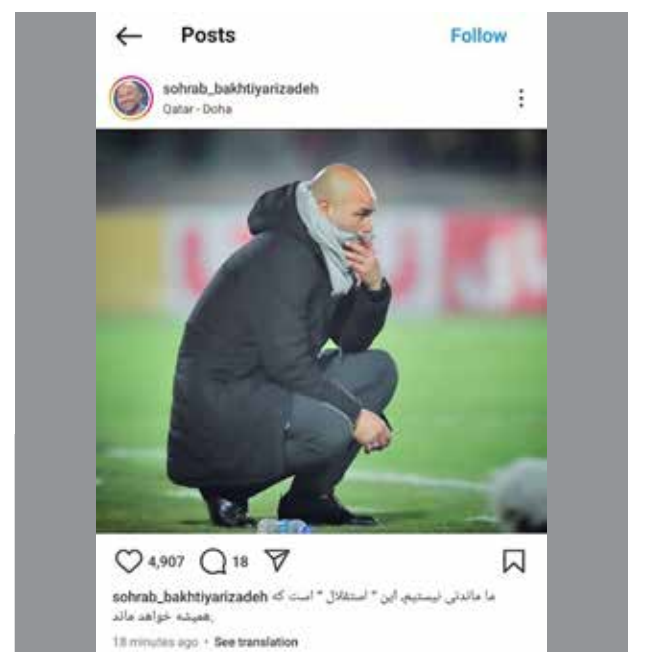 Posts
Follow
sohrab_bakhtiyarizadeh
Qatar - Doha
4,907
18
sohrab_bakhtiyarizadeh ما ماندنی نیستیم، این " استقلال " است که
همیشه خواهد ماند.
18 minutes ago • See translation